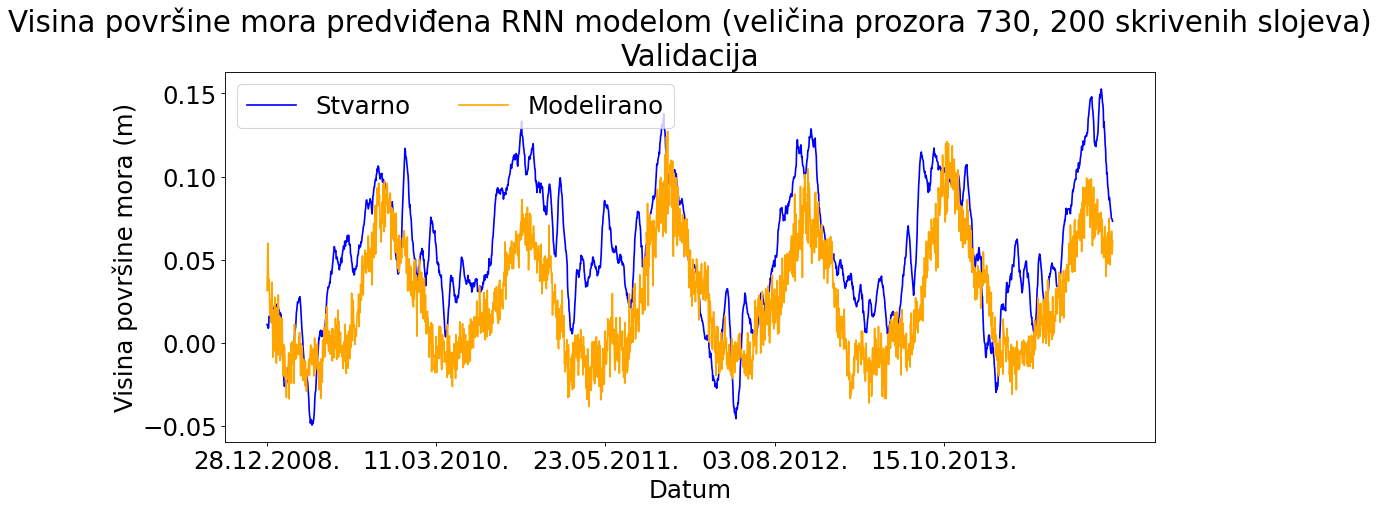 Visina površine mora predviđena RNN modelom (veličina prozora 730, 200 skrivenih slojeva)
Validacija
Stvarno
Modelirano
Visina površine mora (m)
0.15
0.10
0.05
0.00
−0.05
28.12.2008.
11.03.2010.
23.05.2011.
03.08.2012.
15.10.2013.
Datum